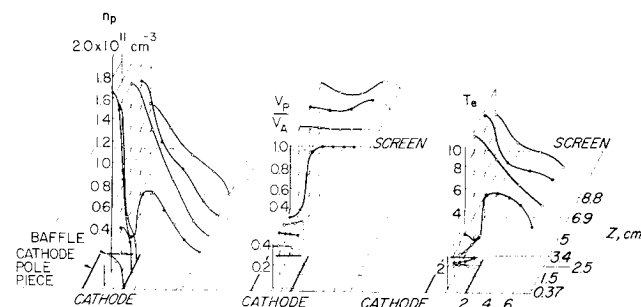 n_p
2.0 x 10^11 cm^-3
1.8
1.6
1.4
1.2
1.0
0.8
0.6
0.4
BAFFLE
CATHODE
POLE
PIECE
CATHODE
V_P
V_A
1.0
0.8
0.6
0.4
0.4
0.2
SCREEN
CATHODE
T_e
10
8
6
4
2
SCREEN
8.8
6.9
5
3.4
2.5
1.5
0.37
Z, cm
CATHODE 2 4 6